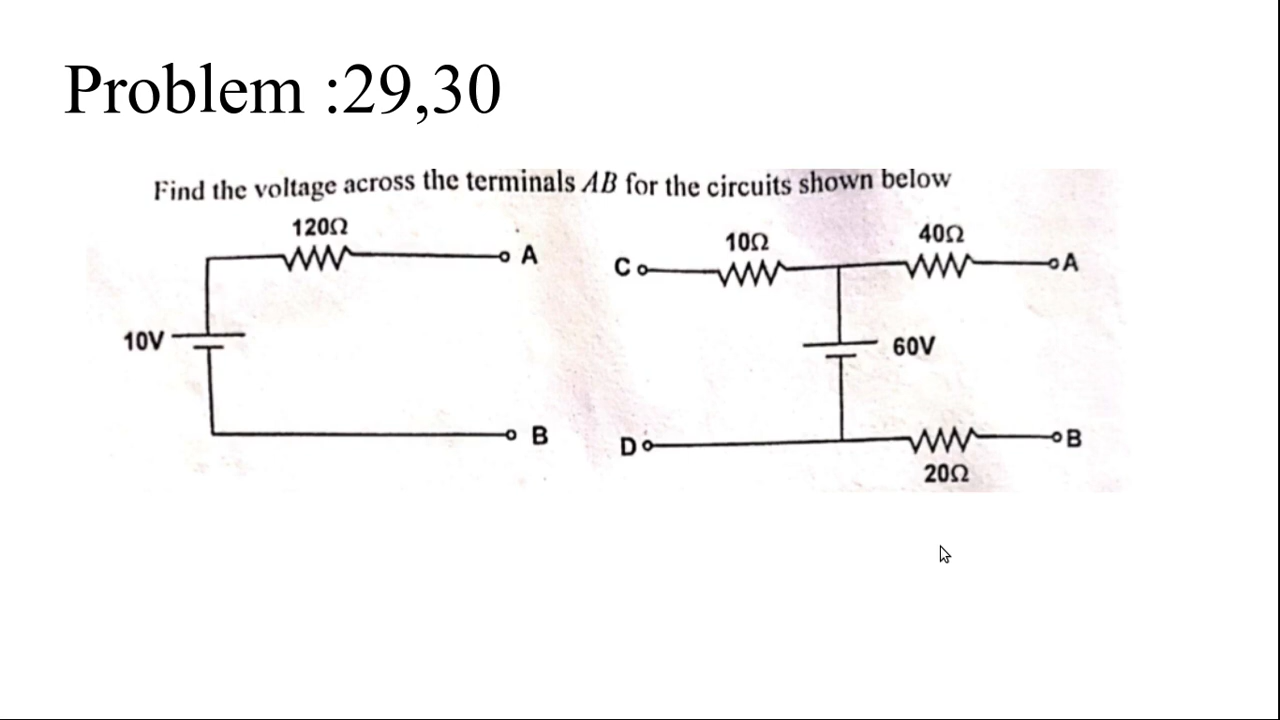 Problem :29,30
Find the voltage across the terminals AB for the circuits shown below
120Ω
A
10V
B
10Ω
40Ω
C
A
60V
D
B
20Ω